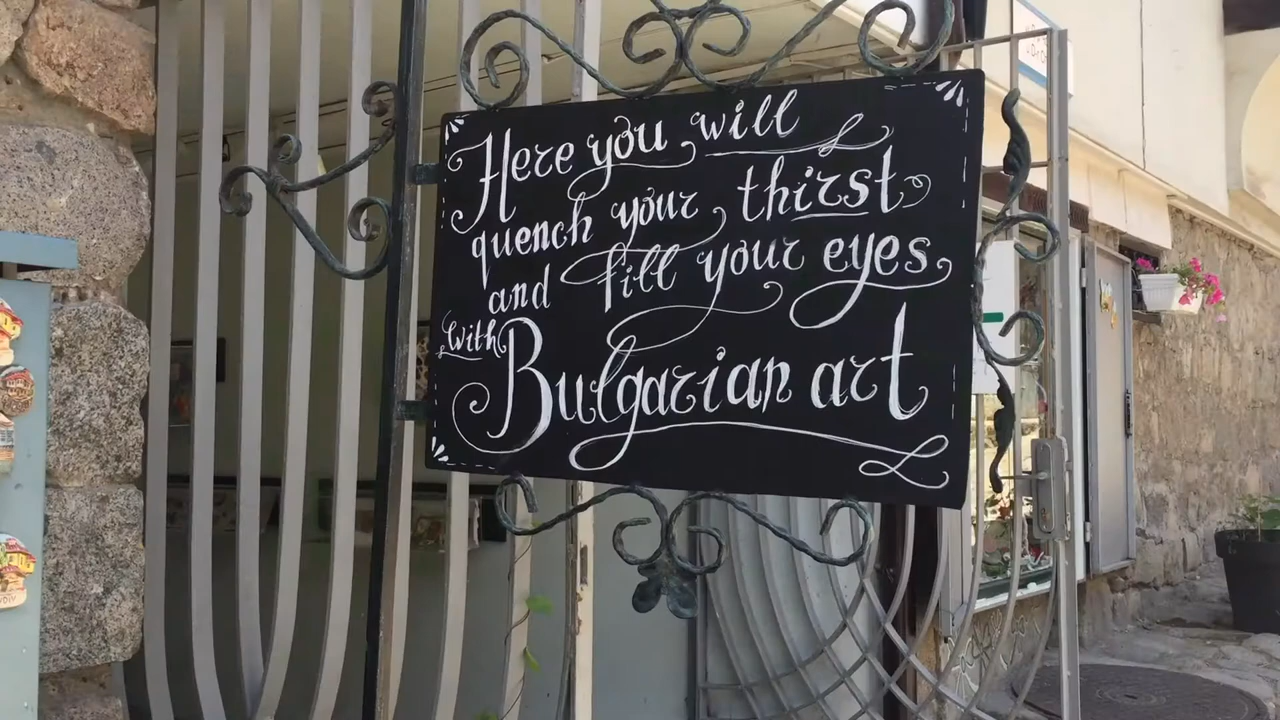 Here you will
quench your thirst
and fill your eyes
with
Bulgarian art